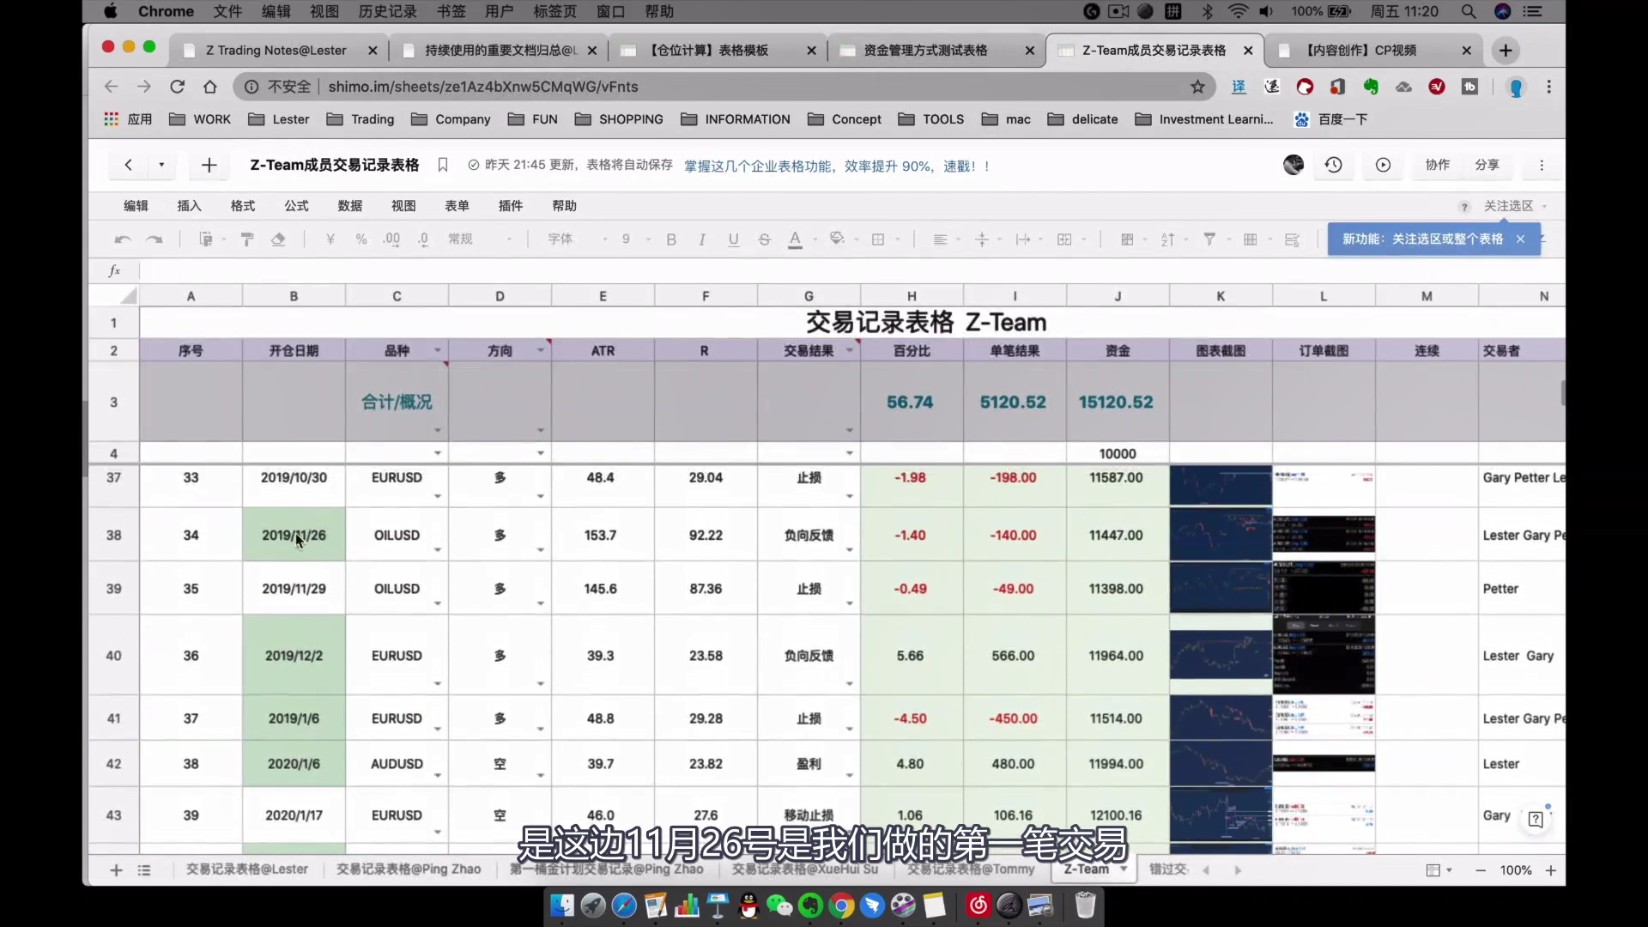 Chrome 文件 编辑 视图 历史记录 书签 用户 标签页 窗口 帮助 拼 100% 周五 11:20
Z Trading Notes@Lester 持续使用的重要文档归总@L 【仓位计算】表格模板 资金管理方式测试表格 Z-Team成员交易记录表格 【内容创作】CP视频
不安全 shimo.im/sheets/ze1Az4bXnw5CMqWG/vFnts 译
应用 WORK Lester Trading Company FUN SHOPPING INFORMATION Concept TOOLS mac delicate Investment Learni... 百度一下
Z-Team成员交易记录表格 昨天 21:45 更新，表格将自动保存 掌握这几个企业表格功能，效率提升 90%，速戳！！ 协作 分享
编辑 插入 格式 公式 数据 视图 表单 插件 帮助 关注选区
¥ % .00 .0 常规 字体 9 B I U S A 新功能：关注选区或整个表格
fx
A B C D E F G H I J K L M N
1 交易记录表格 Z-Team
2 序号 开仓日期 品种 方向 ATR R 交易结果 百分比 单笔结果 资金 图表截图 订单截图 连续 交易者
3 合计/概况 56.74 5120.52 15120.52
4 10000
37 33 2019/10/30 EURUSD 多 48.4 29.04 止损 -1.98 -198.00 11587.00 Gary Petter Le
38 34 2019/11/26 OILUSD 多 153.7 92.22 负向反馈 -1.40 -140.00 11447.00 Lester Gary Pe
39 35 2019/11/29 OILUSD 多 145.6 87.36 止损 -0.49 -49.00 11398.00 Petter
40 36 2019/12/2 EURUSD 多 39.3 23.58 负向反馈 5.66 566.00 11964.00 Lester Gary
41 37 2019/1/6 EURUSD 多 48.8 29.28 止损 -4.50 -450.00 11514.00 Lester Gary Pe
42 38 2020/1/6 AUDUSD 空 39.7 23.82 盈利 4.80 480.00 11994.00 Lester
43 39 2020/1/17 EURUSD 空 46.0 27.6 移动止损 1.06 106.16 12100.16 Gary
是这边11月26号是我们做的第一笔交易
交易记录表格@Lester 交易记录表格@Ping Zhao 第一桶金计划交易记录@Ping Zhao 交易记录表格@XueHui Su 交易记录表格@Tommy Z-Team 错过交 100%